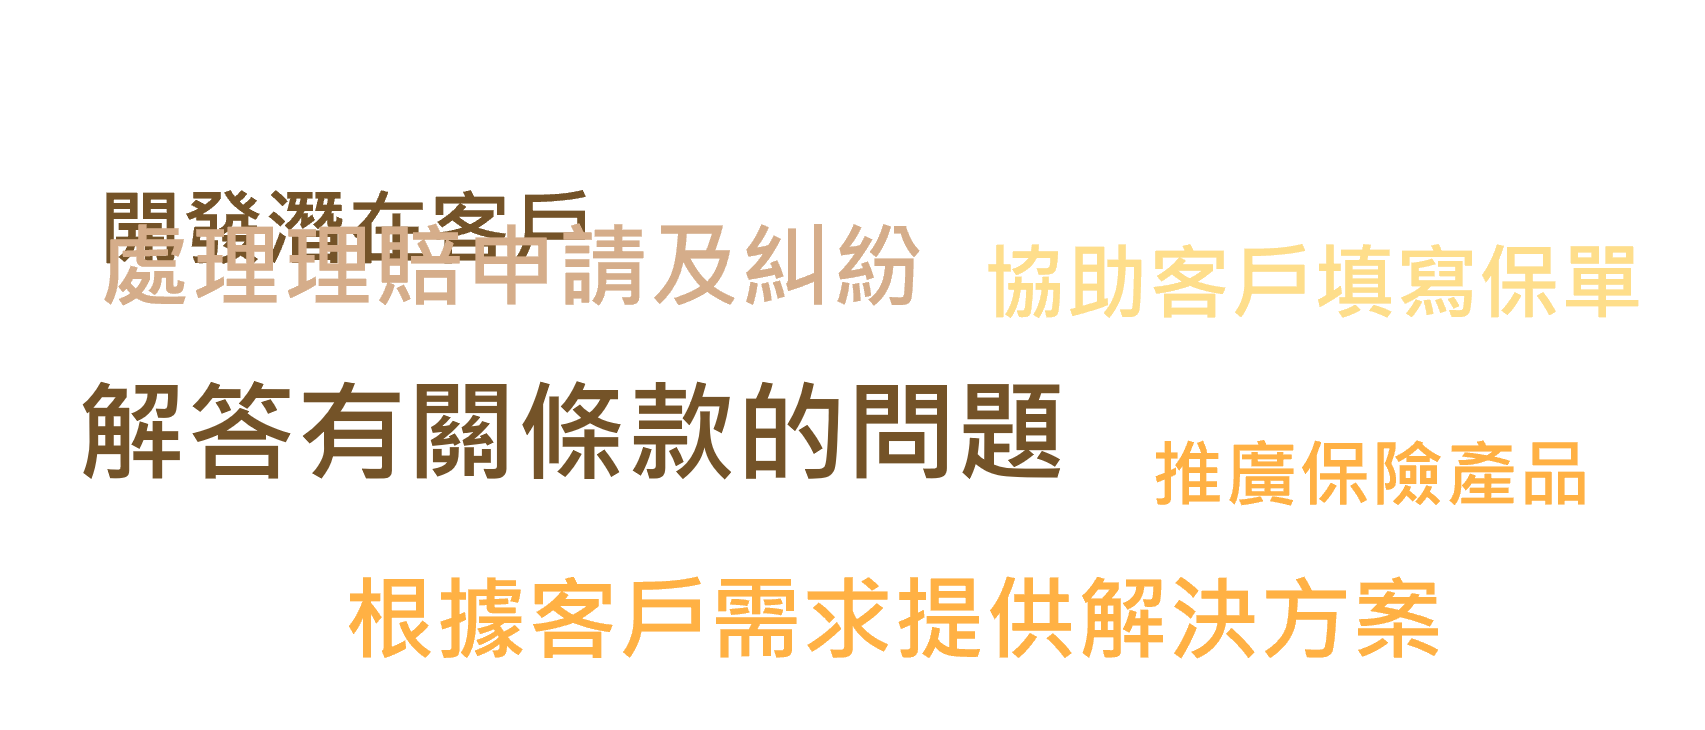 開發潛在客戶
處理理賠申請及糾紛
協助客戶填寫保單
解答有關條款的問題
推廣保險產品
根據客戶需求提供解決方案